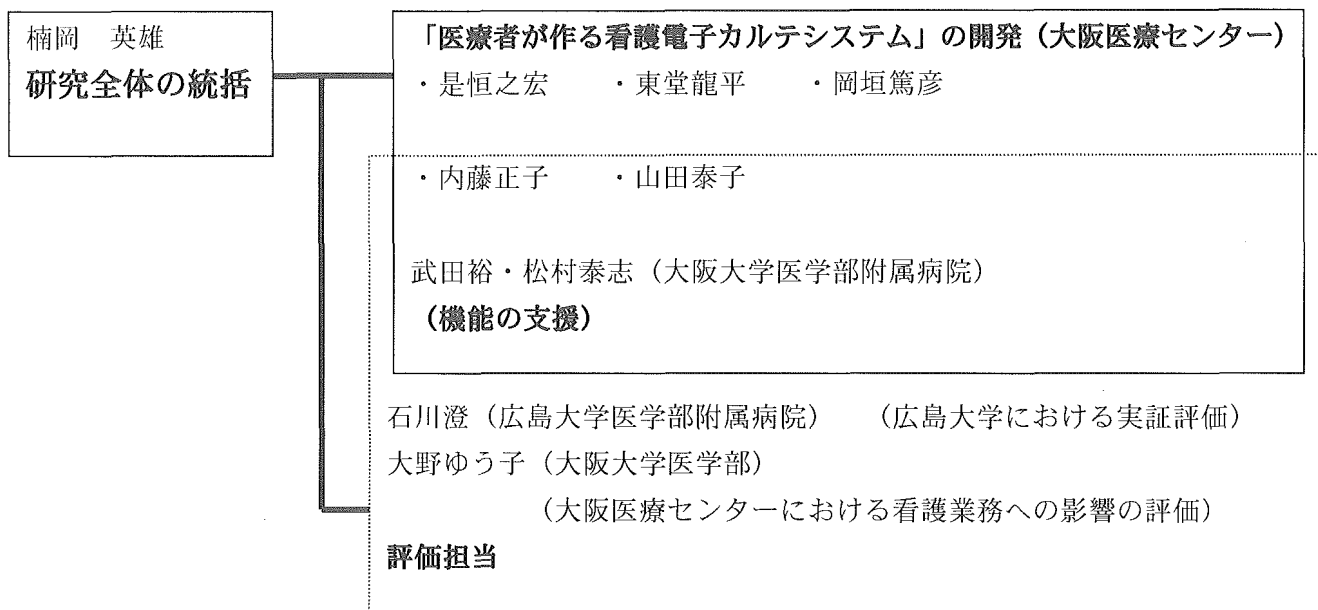 楠岡　英雄
研究全体の統括
「医療者が作る看護電子カルテシステム」の開発（大阪医療センター）
・是恒之宏　　・東堂龍平　　・岡垣篤彦
・内藤正子　　・山田泰子
武田裕・松村泰志（大阪大学医学部附属病院）
（機能の支援）
石川澄（広島大学医学部附属病院）　　（広島大学における実証評価）
大野ゆう子（大阪大学医学部）
（大阪医療センターにおける看護業務への影響の評価）
評価担当